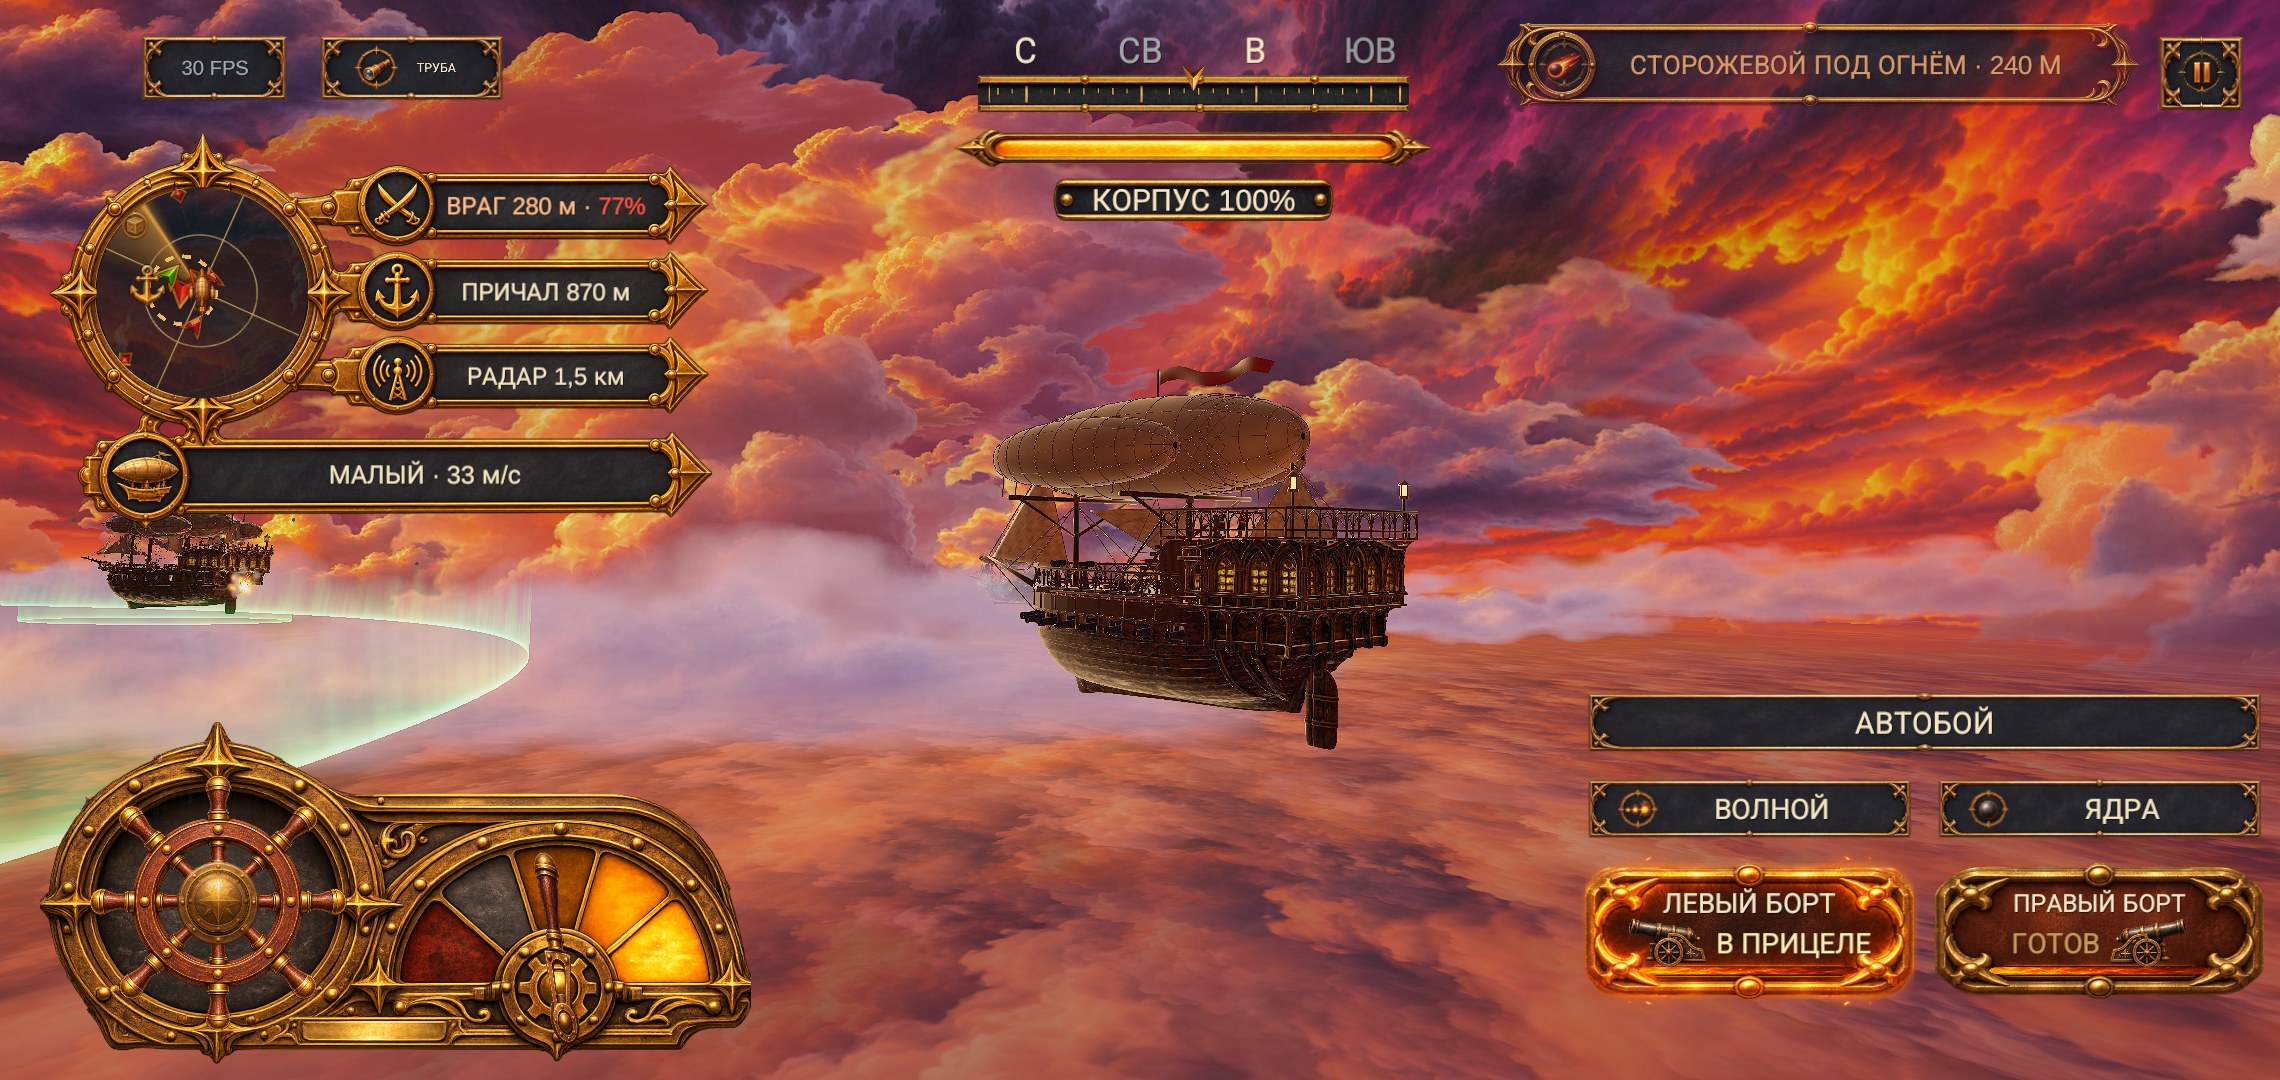 30 FPS
ТРУБА
С СВ В ЮВ
СТОРОЖЕВОЙ ПОД ОГНЁМ · 240 М
КОРПУС 100%
ВРАГ 280 м · 77%
ПРИЧАЛ 870 м
РАДАР 1,5 км
МАЛЫЙ · 33 м/с
АВТОБОЙ
ВОЛНОЙ
ЯДРА
ЛЕВЫЙ БОРТ
В ПРИЦЕЛЕ
ПРАВЫЙ БОРТ
ГОТОВ